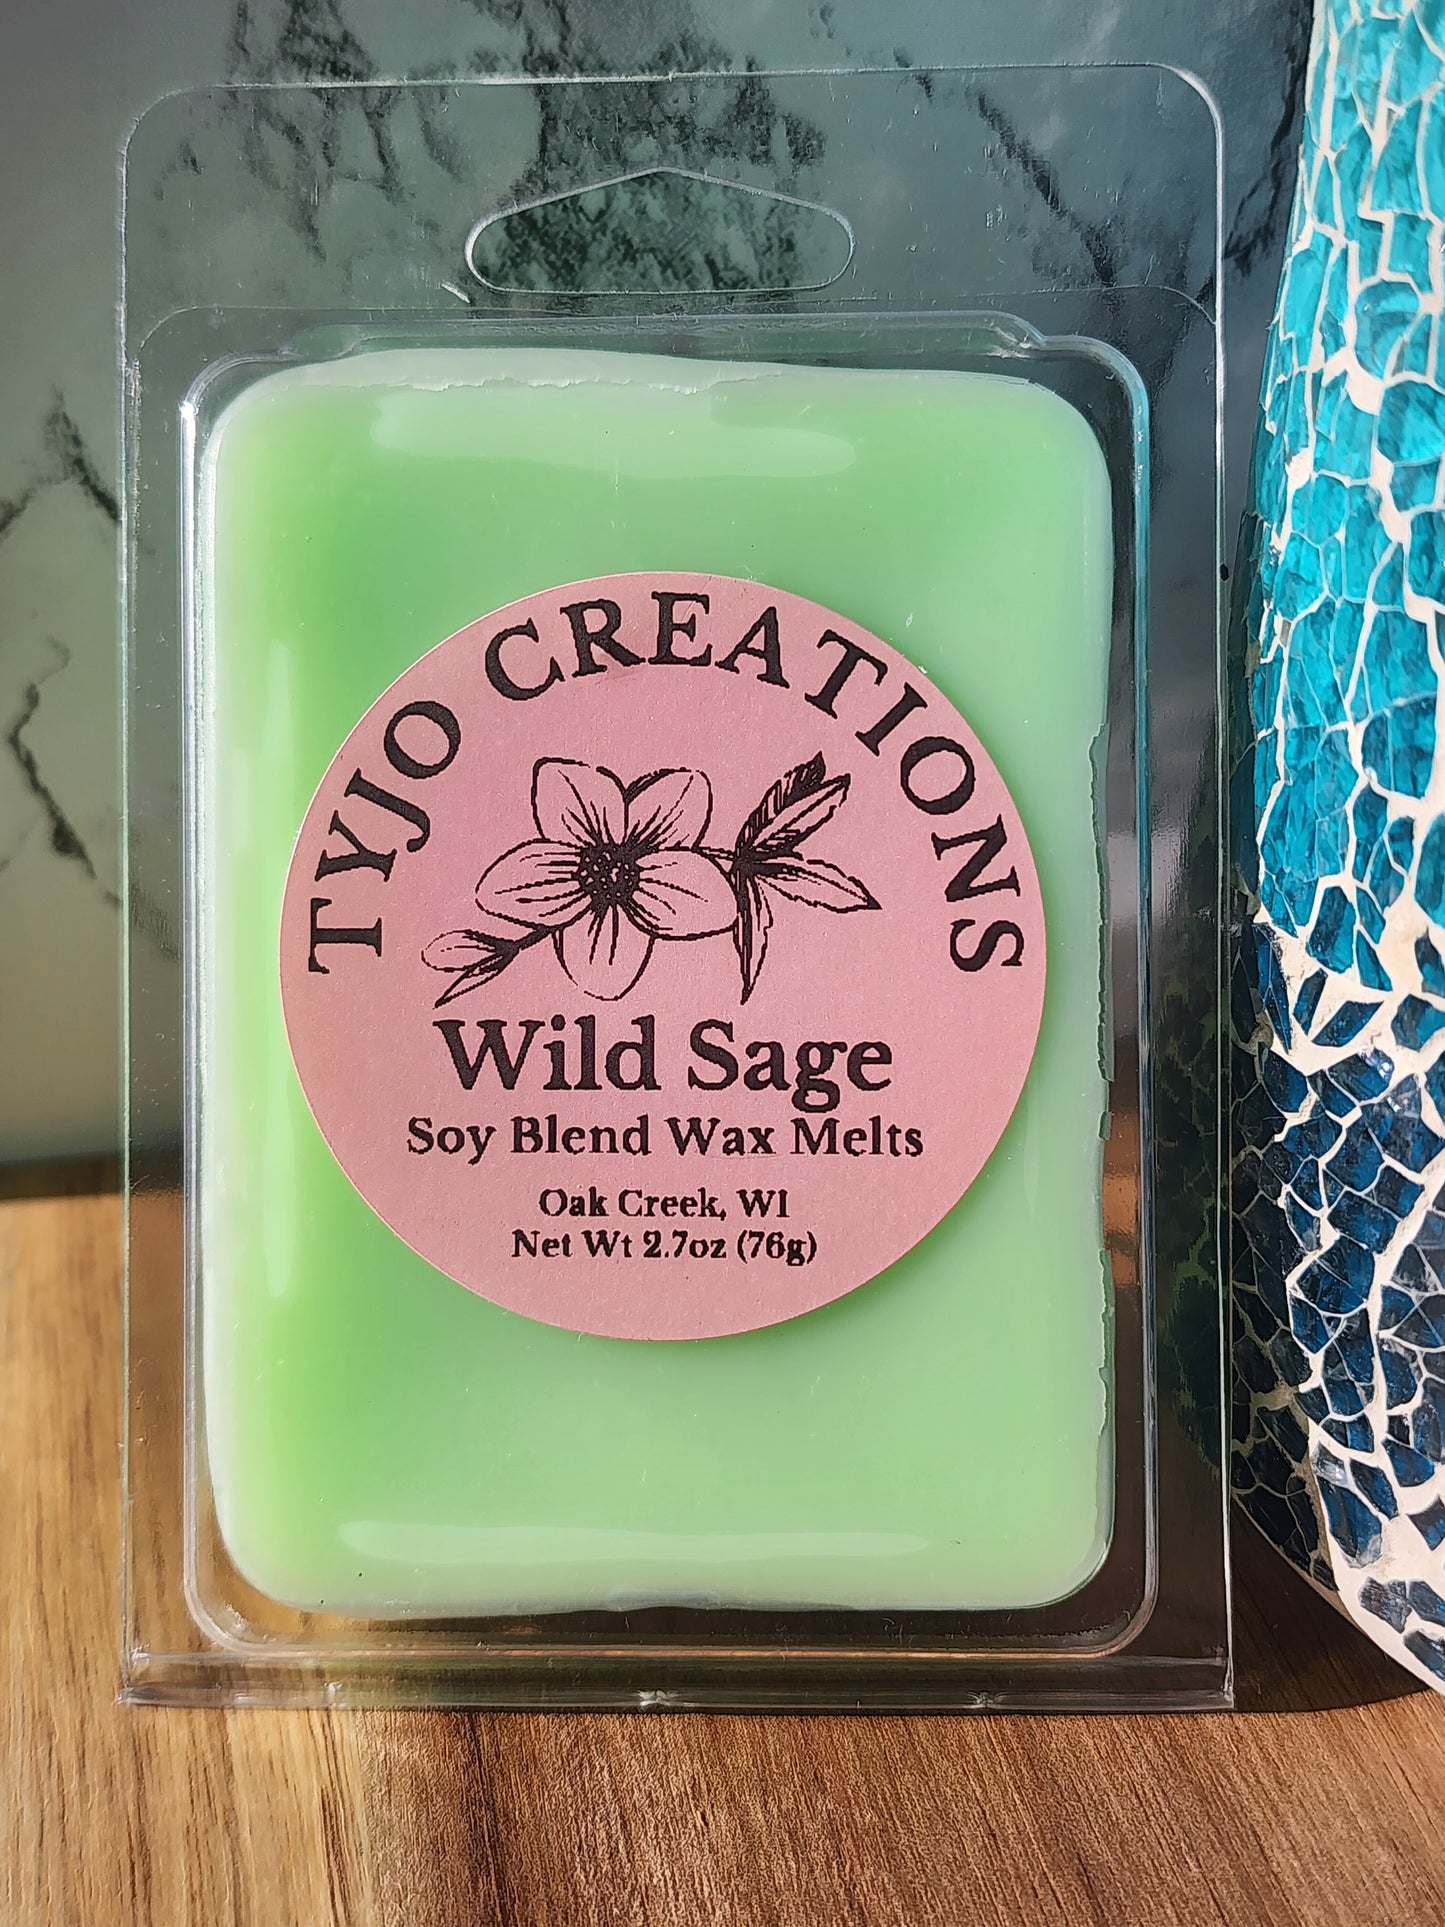 TYJO CREATIONS
Wild Sage
Soy Blend Wax Melts
Oak Creek, WI
Net Wt 2.7oz (76g)